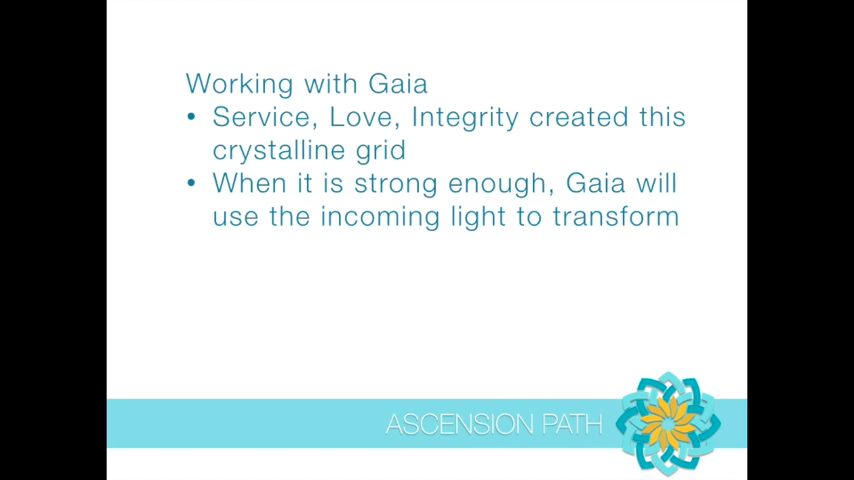 Working with Gaia
• Service, Love, Integrity created this
crystalline grid
• When it is strong enough, Gaia will
use the incoming light to transform
ASCENSION PATH